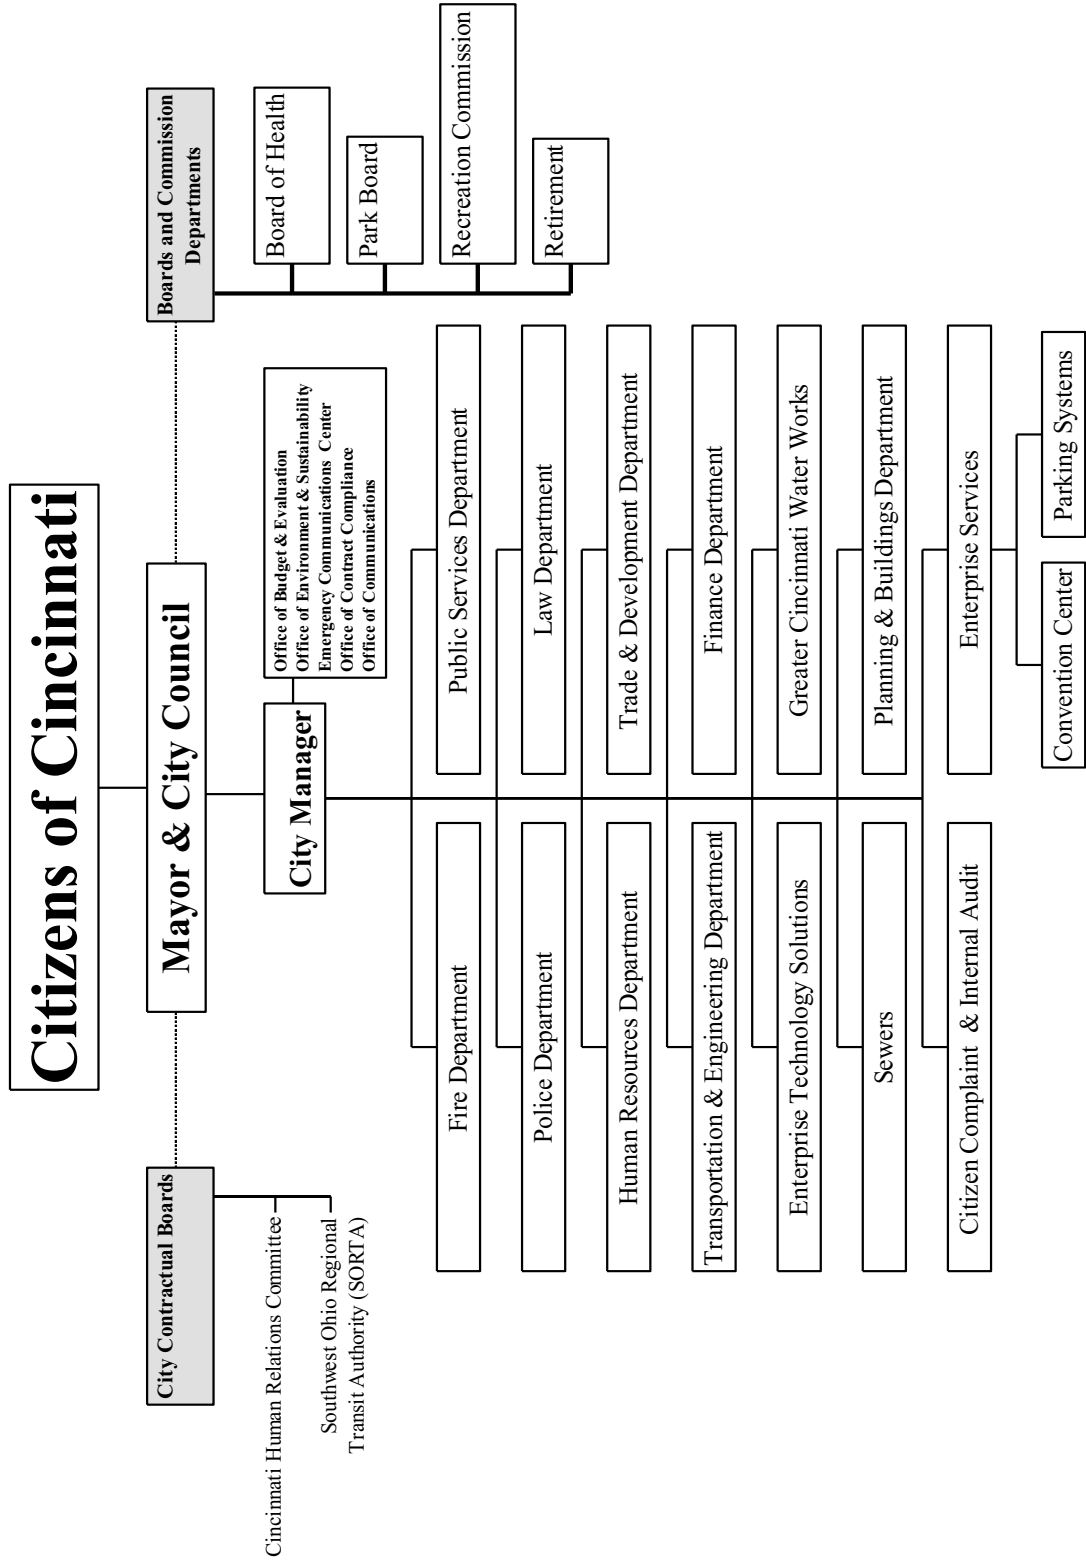 Citizens of Cincinnati
City Contractual Boards
Mayor & City Council
Boards and Commission
Departments
Cincinnati Human Relations Committee
Southwest Ohio Regional
Transit Authority (SORTA)
City Manager
Office of Budget & Evaluation
Office of Environment & Sustainability
Emergency Communications Center
Office of Contract Compliance
Office of Communications
Board of Health
Park Board
Recreation Commission
Retirement
Fire Department
Public Services Department
Police Department
Law Department
Human Resources Department
Trade & Development Department
Transportation & Engineering Department
Finance Department
Enterprise Technology Solutions
Greater Cincinnati Water Works
Sewers
Planning & Buildings Department
Citizen Complaint & Internal Audit
Enterprise Services
Convention Center
Parking Systems